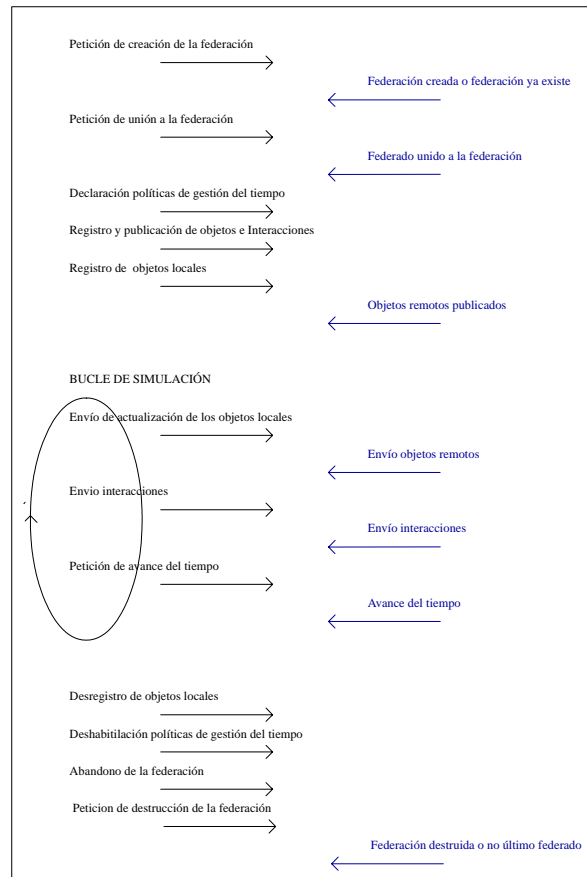 Petición de creación de la federación
Federación creada o federación ya existe
Petición de unión a la federación
Federado unido a la federación
Declaración políticas de gestión del tiempo
Registro y publicación de objetos e Interacciones
Registro de objetos locales
Objetos remotos publicados
BUCLE DE SIMULACIÓN
Envío de actualización de los objetos locales
Envío objetos remotos
Envio interacciones
Envío interacciones
Petición de avance del tiempo
Avance del tiempo
Desregistro de objetos locales
Deshabitilación políticas de gestión del tiempo
Abandono de la federación
Peticion de destrucción de la federación
Federación destruida o no último federado